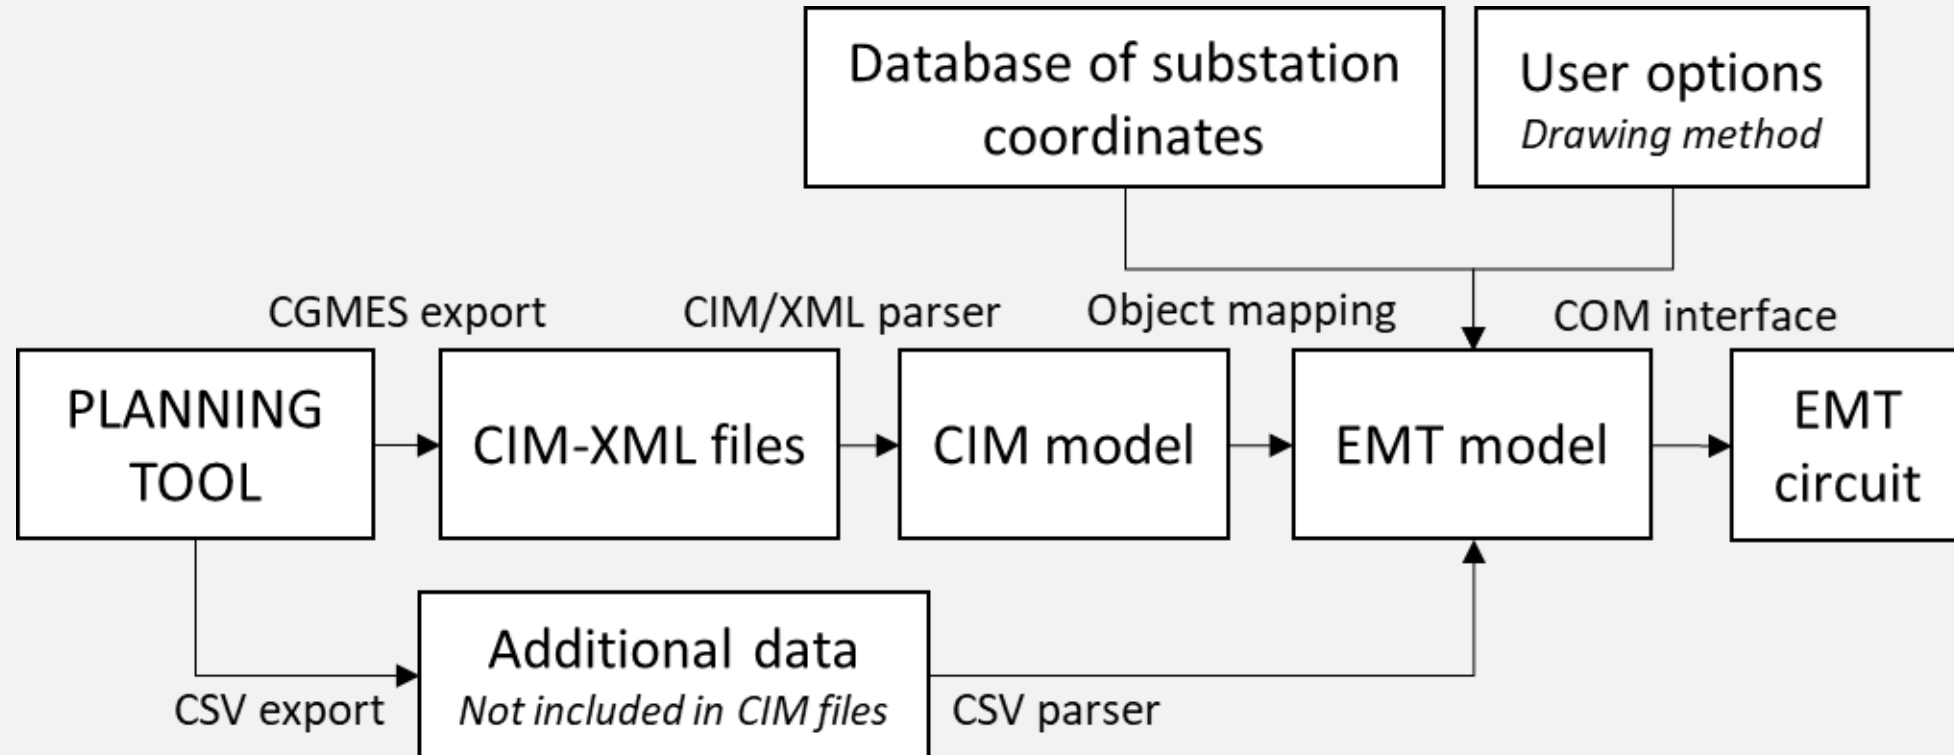 Database of substation
coordinates
User options
Drawing method
CGMES export
CIM/XML parser
Object mapping
COM interface
PLANNING
TOOL
CIM-XML files
CIM model
EMT model
EMT
circuit
Additional data
Not included in CIM files
CSV export
CSV parser